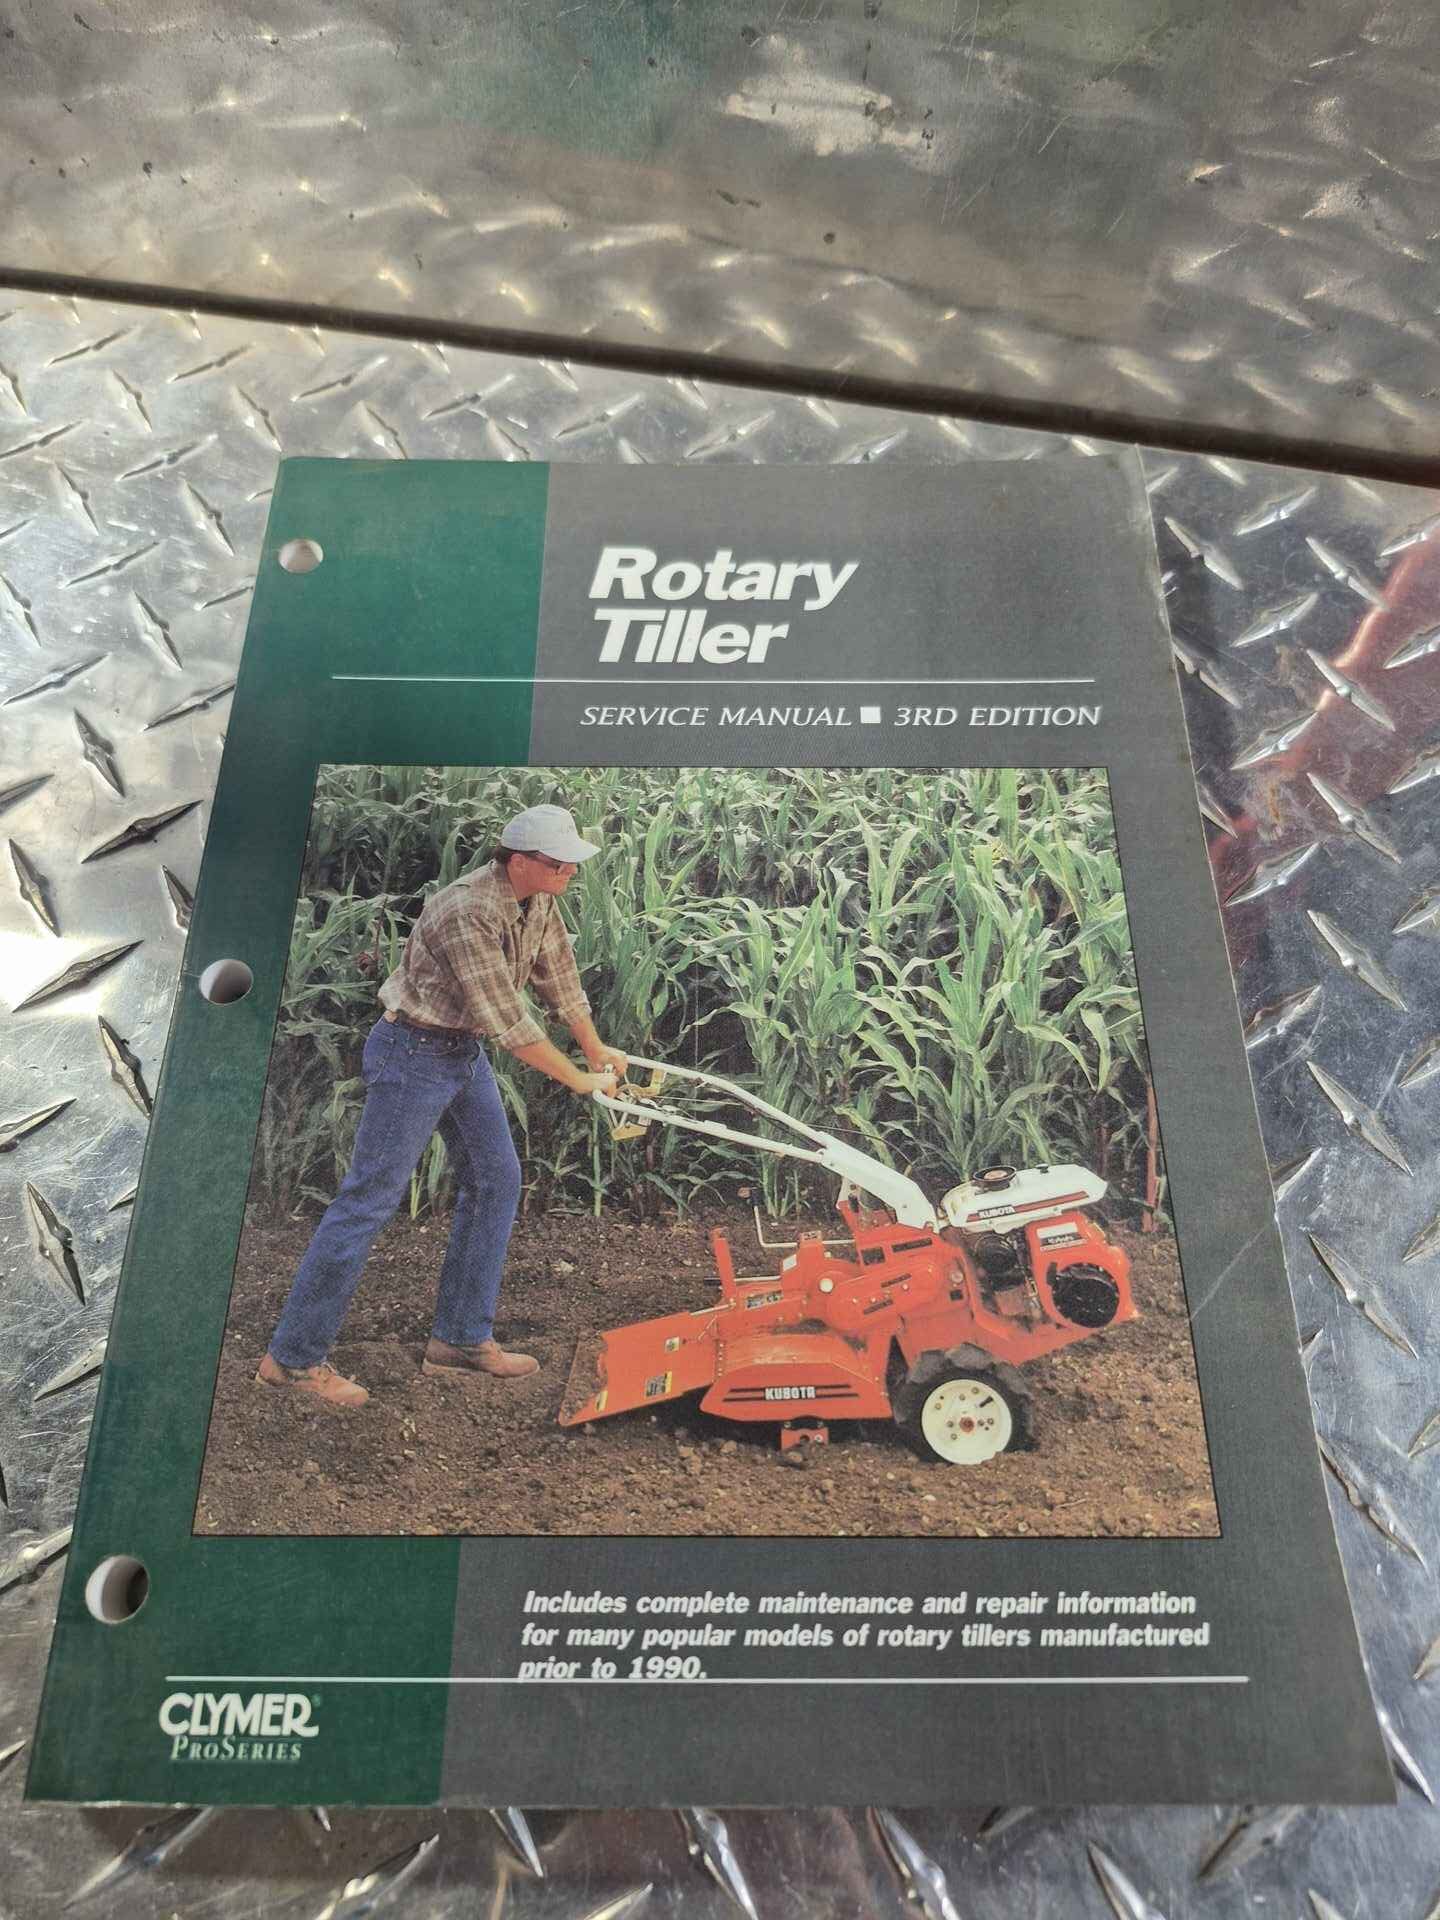 Rotary
Tiller
SERVICE MANUAL ■ 3RD EDITION
KUBOTA
Kubota
KUBOTA
Includes complete maintenance and repair information
for many popular models of rotary tillers manufactured
prior to 1990.
CLYMER®
PROSERIES